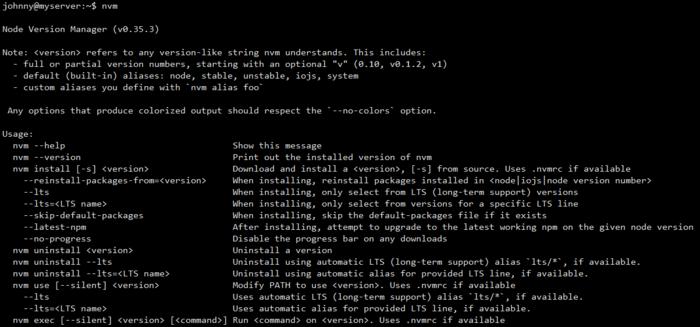 johnny@myserver:~$ nvm
Node Version Manager (v0.35.3)
Note: <version> refers to any version-like string nvm understands. This includes:
- full or partial version numbers, starting with an optional "v" (0.10, v0.1.2, v1)
- default (built-in) aliases: node, stable, unstable, iojs, system
- custom aliases you define with `nvm alias foo`
Any options that produce colorized output should respect the `--no-colors` option.
Usage:
nvm --help Show this message
nvm --version Print out the installed version of nvm
nvm install [-s] <version> Download and install a <version>, [-s] from source. Uses .nvmrc if available
--reinstall-packages-from=<version> When installing, reinstall packages installed in <node|iojs|node version number>
--lts When installing, only select from LTS (long-term support) versions
--lts=<LTS name> When installing, only select from versions for a specific LTS line
--skip-default-packages When installing, skip the default-packages file if it exists
--latest-npm After installing, attempt to upgrade to the latest working npm on the given node version
--no-progress Disable the progress bar on any downloads
nvm uninstall <version> Uninstall a version
nvm uninstall --lts Uninstall using automatic LTS (long-term support) alias `lts/*`, if available.
nvm uninstall --lts=<LTS name> Uninstall using automatic alias for provided LTS line, if available.
nvm use [--silent] <version> Modify PATH to use <version>. Uses .nvmrc if available
--lts Uses automatic LTS (long-term support) alias `lts/*`, if available.
--lts=<LTS name> Uses automatic alias for provided LTS line, if available.
nvm exec [--silent] <version> [<command>] Run <command> on <version>. Uses .nvmrc if available